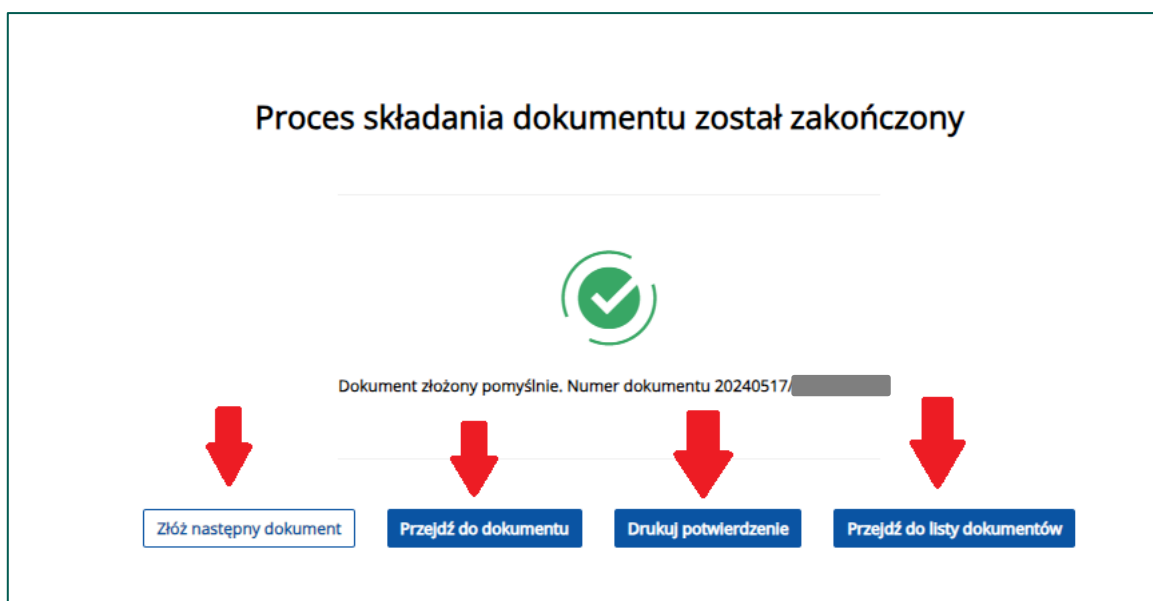 Proces składania dokumentu został zakończony
Dokument złożony pomyślnie. Numer dokumentu 20240517/
Złóż następny dokument
Przejdź do dokumentu
Drukuj potwierdzenie
Przejdź do listy dokumentów